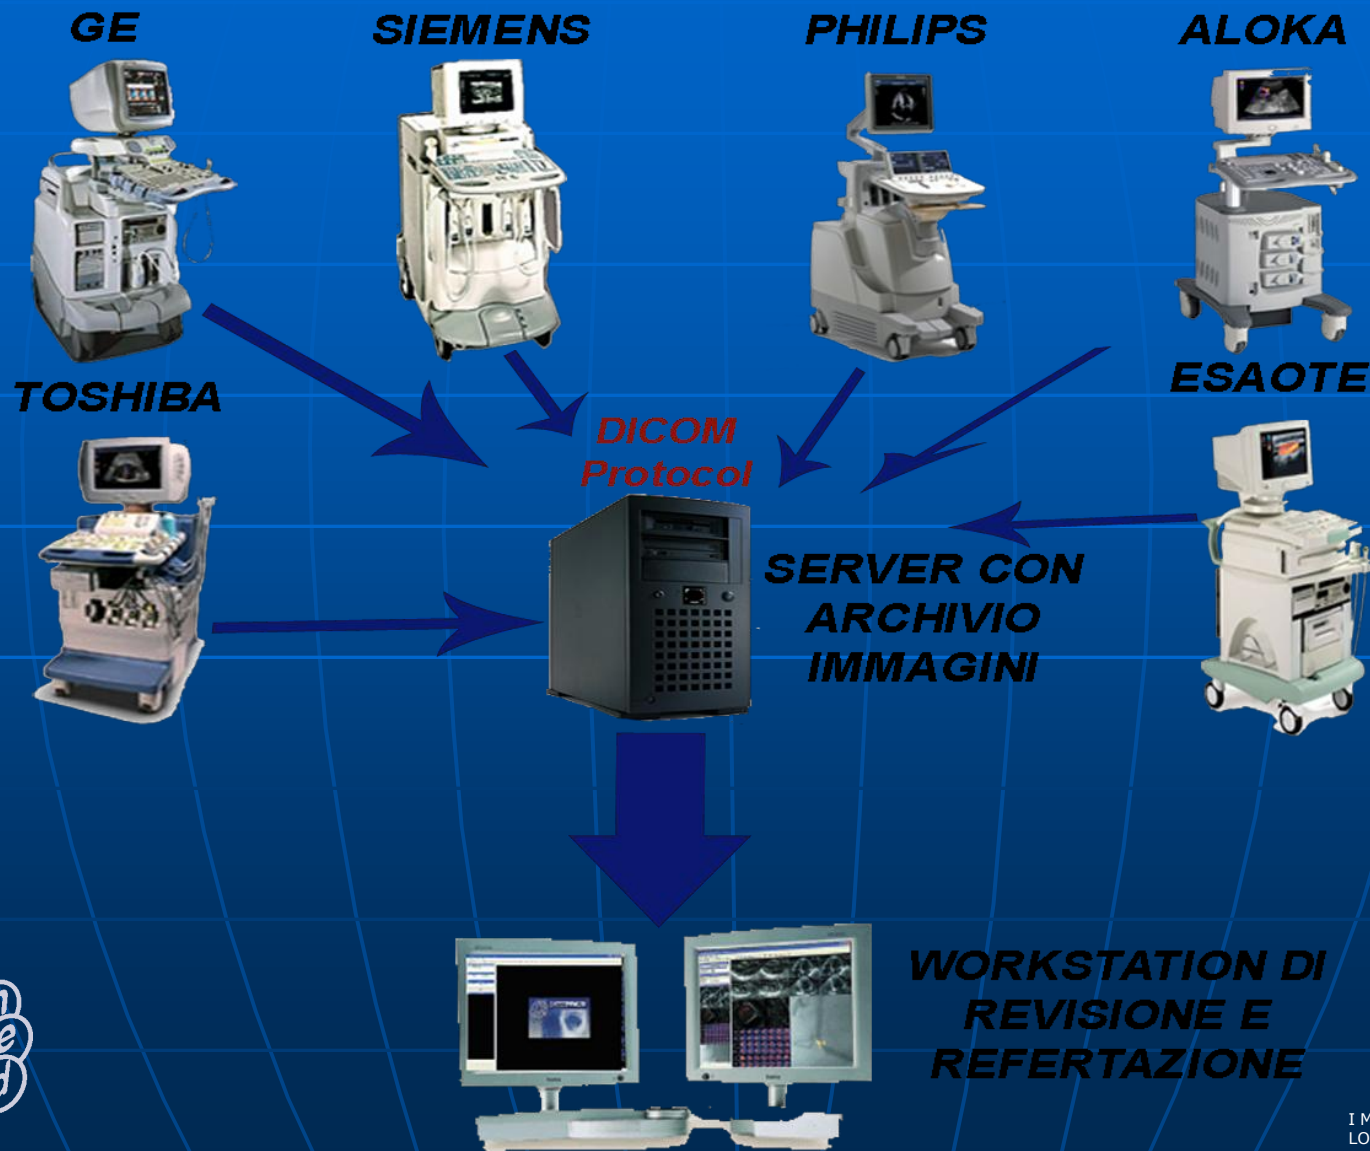 GE
SIEMENS
PHILIPS
ALOKA
TOSHIBA
ESAOTE
DICOM
Protocol
SERVER CON
ARCHIVIO
IMMAGINI
WORKSTATION DI
REVISIONE E
REFERTAZIONE